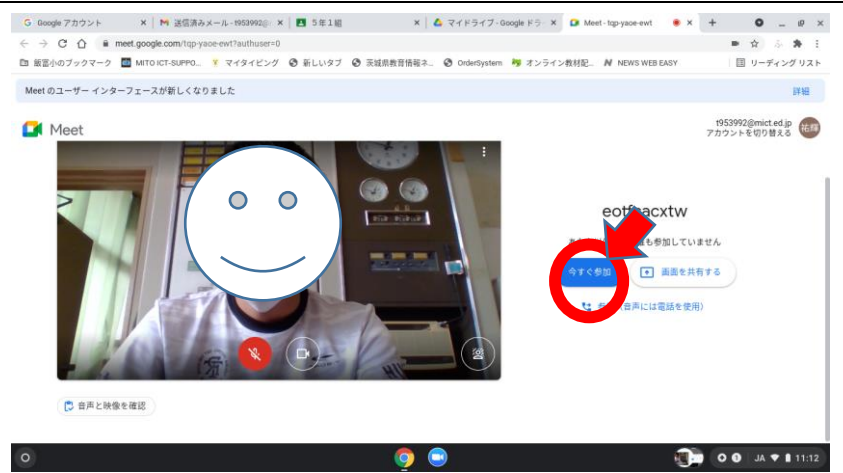 Google アカウント
送信済みメール - t953992@
5年1組
マイドライブ - Google ドラ
Meet - tqp-yaoe-ewt
meet.google.com/tqp-yaoe-ewt?authuser=0
飯富小のブックマーク
MITO ICT-SUPPO...
マイタイピング
新しいタブ
茨城県教育情報ネ...
OrderSystem
オンライン教材配...
NEWS WEB EASY
リーディング リスト
Meet のユーザー インターフェースが新しくなりました
詳細
Meet
t953992@mict.ed.jp
アカウントを切り替える
祐輝
acxtw
も参加していません
今すぐ参加
画面を共有する
(音声には電話を使用)
音声と映像を確認
JA
11:12